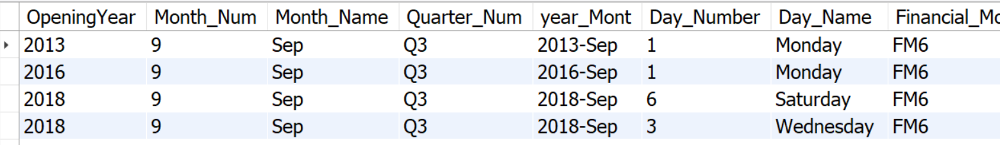 OpeningYear Month_Num Month_Name Quarter_Num year_Mont Day_Number Day_Name Financial_Mo
2013 9 Sep Q3 2013-Sep 1 Monday FM6
2016 9 Sep Q3 2016-Sep 1 Monday FM6
2018 9 Sep Q3 2018-Sep 6 Saturday FM6
2018 9 Sep Q3 2018-Sep 3 Wednesday FM6